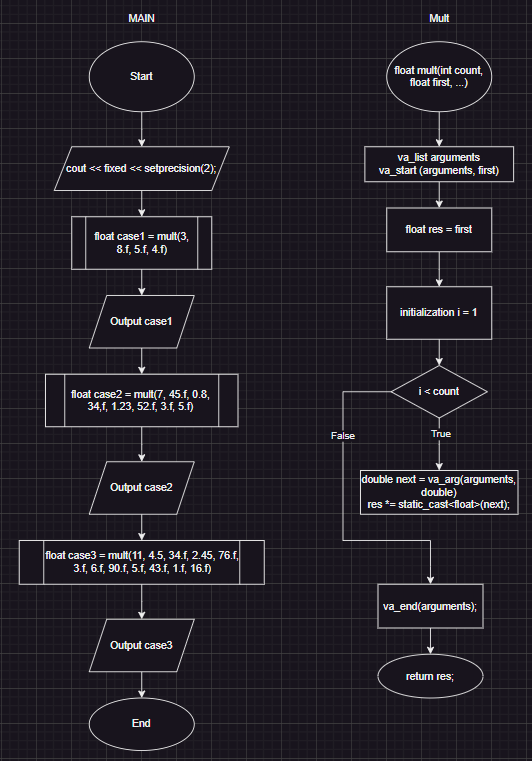 MAIN
Start
cout << fixed << setprecision(2);
float case1 = mult(3,
8.f, 5.f, 4.f)
Output case1
float case2 = mult(7, 45.f, 0.8,
34,f, 1.23, 52.f, 3.f, 5.f)
Output case2
float case3 = mult(11, 4.5, 34.f, 2.45, 76.f,
3.f, 6.f, 90.f, 5.f, 43.f, 1.f, 16.f)
Output case3
End
Mult
float mult(int count,
float first, ...)
va_list arguments
va_start (arguments, first)
float res = first
initialization i = 1
i < count
False
True
double next = va_arg(arguments,
double)
res *= static_cast<float>(next);
va_end(arguments);
return res;